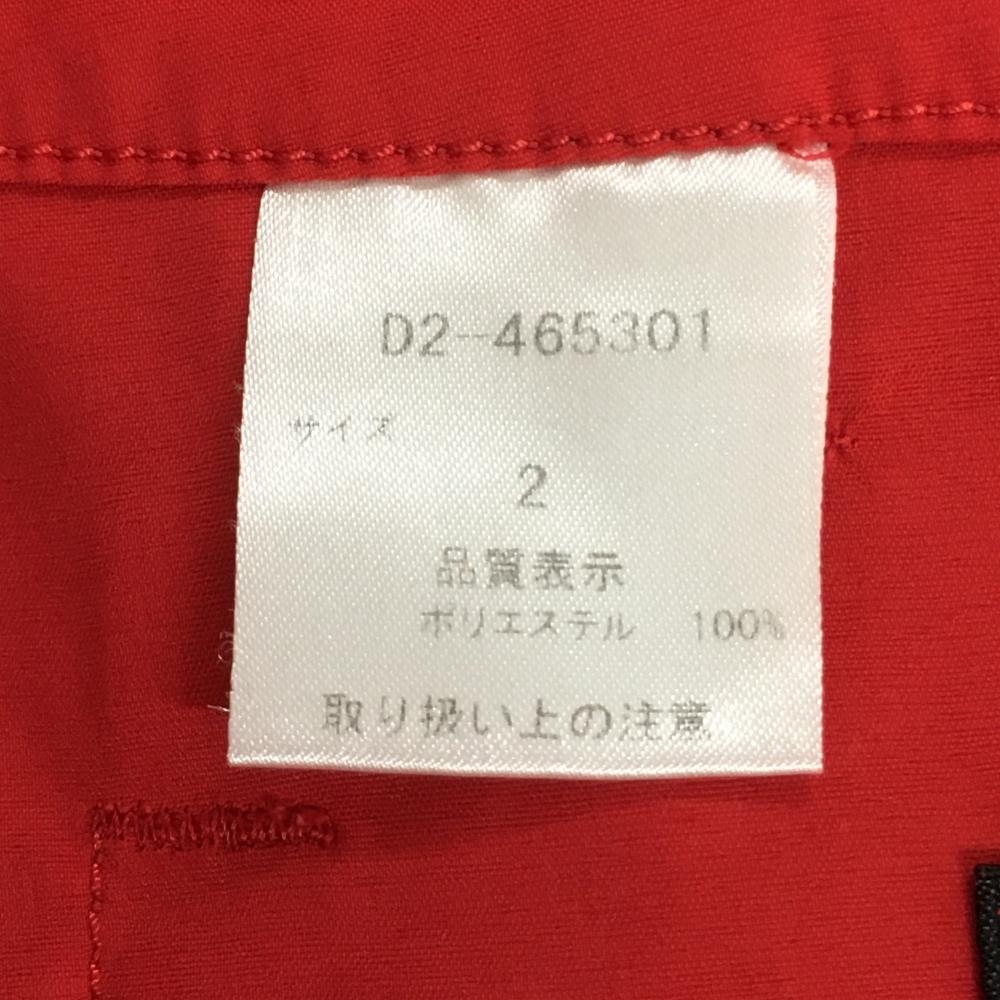 D2-465301
サイズ
2
品質表示
ポリエステル 100%
取り扱い上の注意